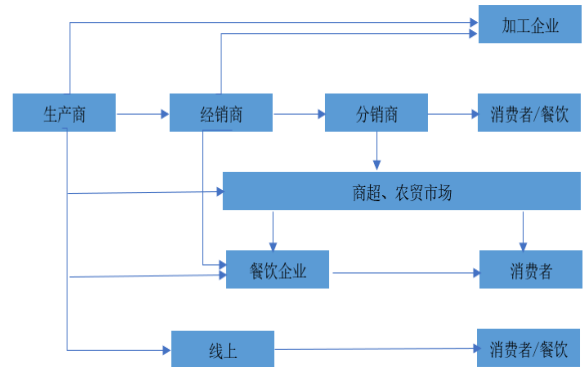 加工企业
生产商
经销商
分销商
消费者/餐饮
商超、农贸市场
餐饮企业
消费者
线上
消费者/餐饮